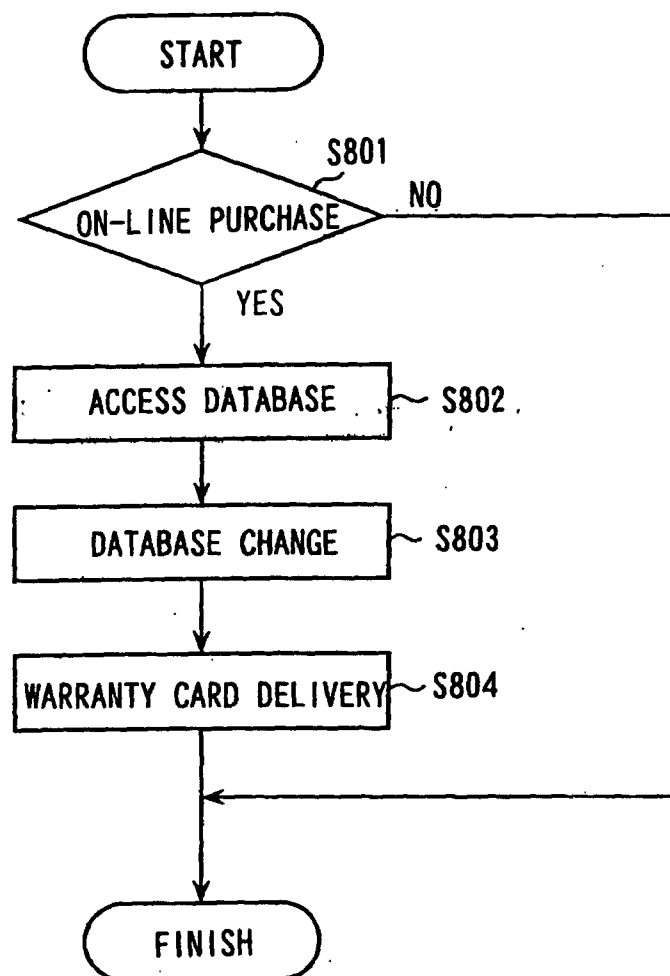 START
S801
ON-LINE PURCHASE
NO
YES
ACCESS DATABASE
S802
DATABASE CHANGE
S803
WARRANTY CARD DELIVERY
S804
FINISH